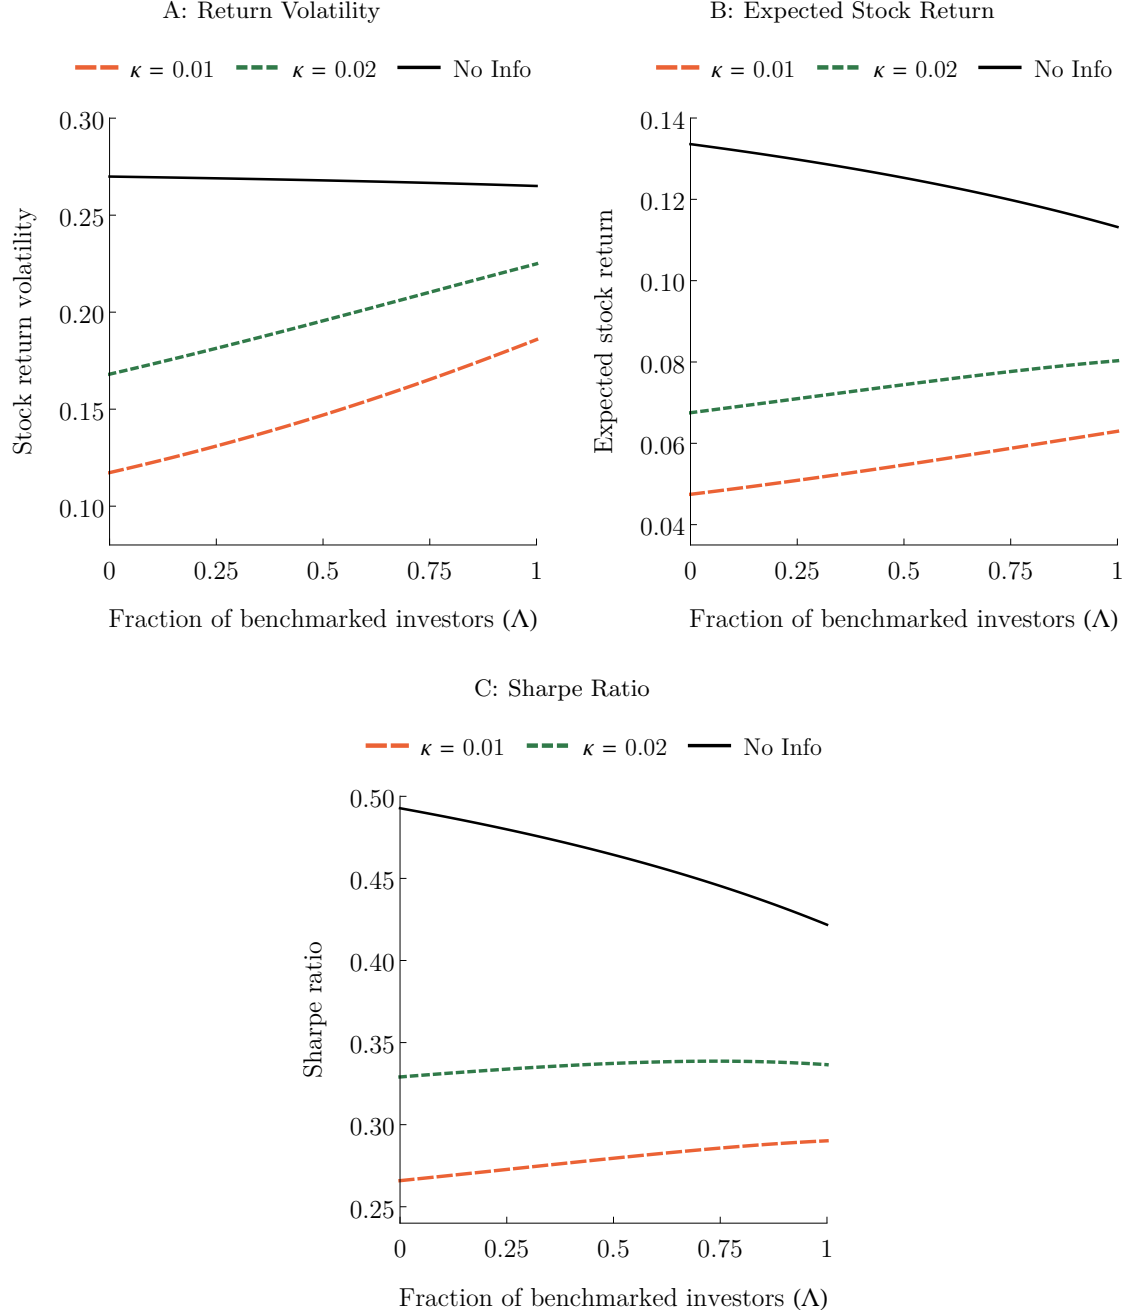 A: Return Volatility
κ = 0.01 κ = 0.02 No Info
0.30
0.25
0.20
0.15
0.10
Stock return volatility
0 0.25 0.5 0.75 1
Fraction of benchmarked investors (Λ)
B: Expected Stock Return
κ = 0.01 κ = 0.02 No Info
0.14
0.12
0.10
0.08
0.06
0.04
Expected stock return
0 0.25 0.5 0.75 1
Fraction of benchmarked investors (Λ)
C: Sharpe Ratio
κ = 0.01 κ = 0.02 No Info
0.50
0.45
0.40
0.35
0.30
0.25
Sharpe ratio
0 0.25 0.5 0.75 1
Fraction of benchmarked investors (Λ)